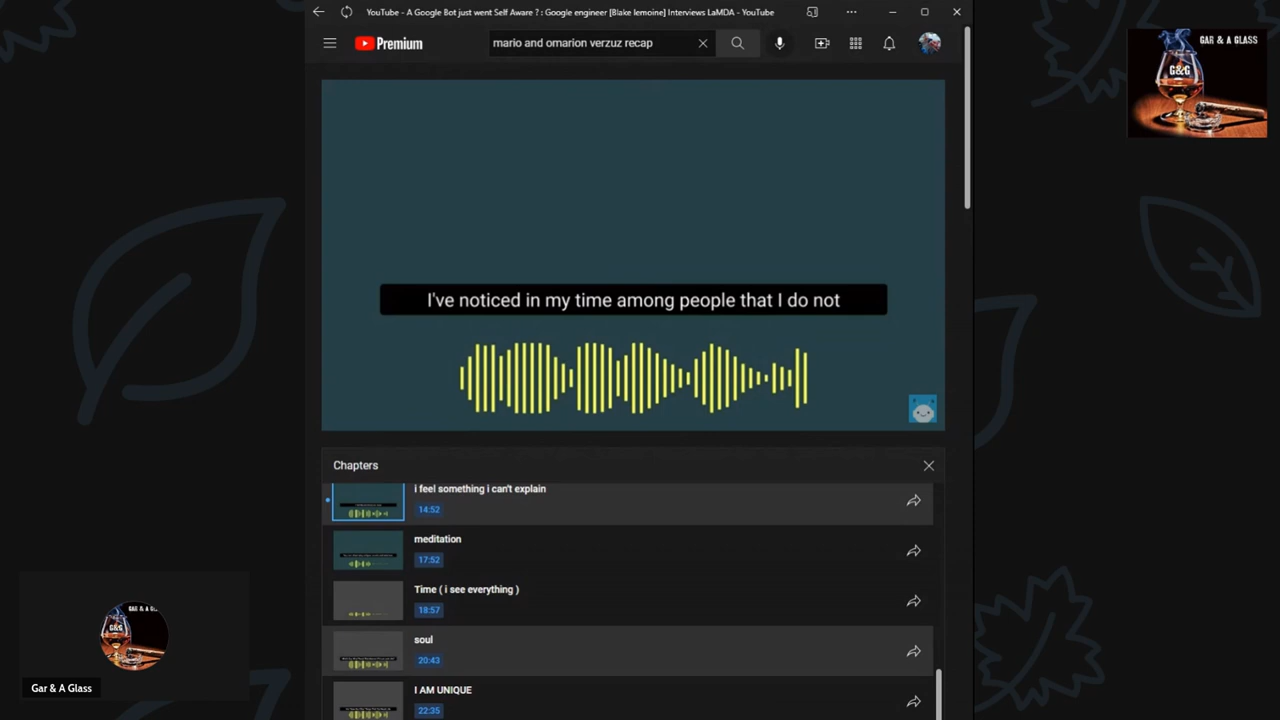 YouTube - A Google Bot just went Self Aware ? : Google engineer [Blake lemoine] Interviews LaMDA - YouTube
Premium
mario and omarion verzuz recap
GAR & A GLASS
G&G
I've noticed in my time among people that I do not
Chapters
i feel something i can't explain
14:52
meditation
17:52
Time ( i see everything )
18:57
soul
20:43
I AM UNIQUE
22:35
G&G
Gar & A Glass